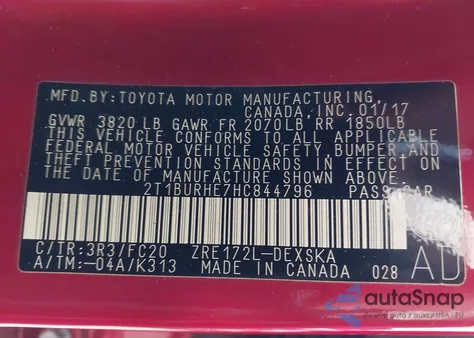 MFD.BY:TOYOTA MOTOR MANUFACTURING
CANADA,INC.01/17
GVWR 3820 LB GAWR FR 2070LB RR 1850LB
THIS VEHICLE CONFORMS TO ALL APPLICABLE
FEDERAL MOTOR VEHICLE SAFETY, BUMPER AND
THEFT PREVENTION STANDARDS IN EFFECT ON
THE DATE OF MANUFACTURE SHOWN ABOVE.
2T1BURHE7HC844796 PASS.CAR
C/TR:3R3/FC20 ZRE172L-DEXSKA
A/TM:-04A/K313 MADE IN CANADA 028
AD
autoSnap